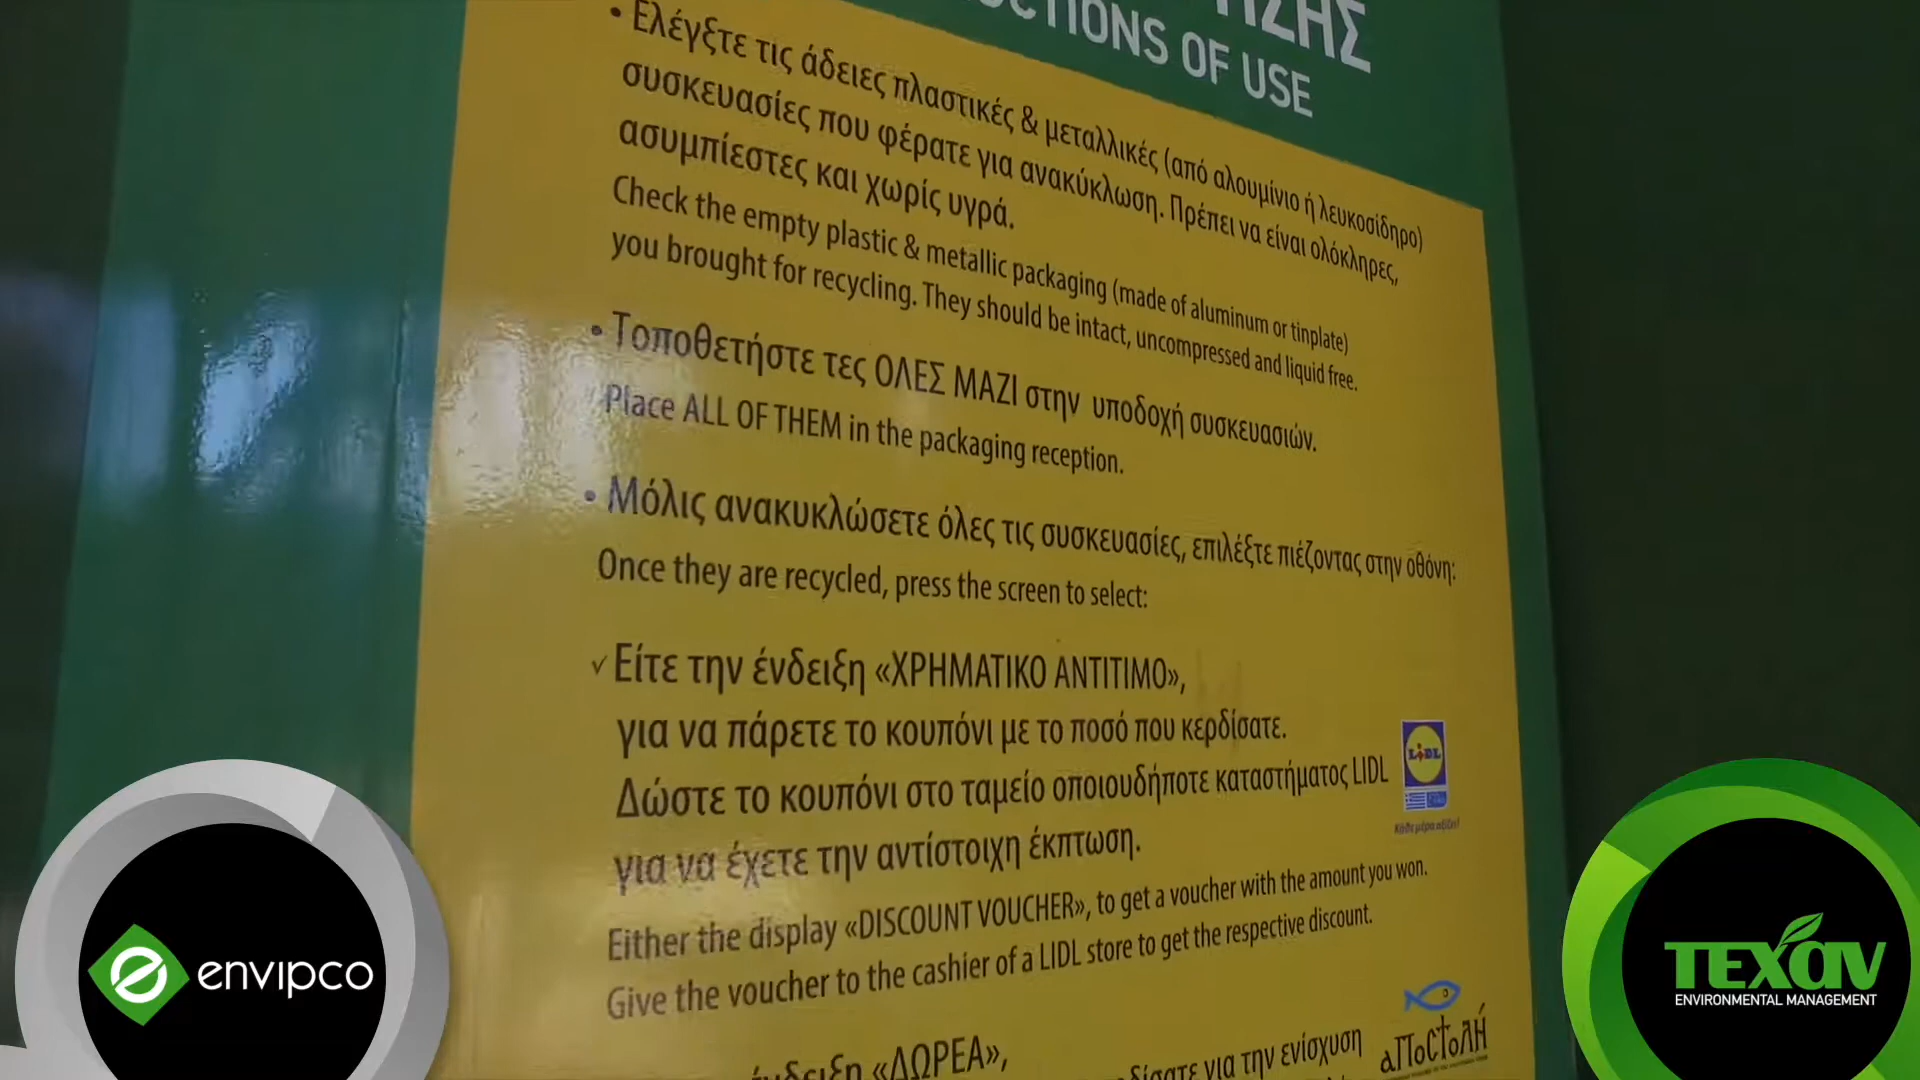 OF USE
• Ελέγξτε τις άδειες πλαστικές & μεταλλικές (από αλουμίνιο ή λευκοσίδηρο)
συσκευασίες που φέρατε για ανακύκλωση. Πρέπει να είναι ολόκληρες,
ασυμπίεστες και χωρίς υγρά.
Check the empty plastic & metallic packaging (made of aluminum or tinplate)
you brought for recycling. They should be intact, uncompressed and liquid free.
• Τοποθετήστε τες ΟΛΕΣ ΜΑΖΙ στην υποδοχή συσκευασιών.
Place ALL OF THEM in the packaging reception.
• Μόλις ανακυκλώσετε όλες τις συσκευασίες, επιλέξτε πιέζοντας στην οθόνη:
Once they are recycled, press the screen to select:
✓ Είτε την ένδειξη «ΧΡΗΜΑΤΙΚΟ ΑΝΤΙΤΙΜΟ»,
για να πάρετε το κουπόνι με το ποσό που κερδίσατε.
Δώστε το κουπόνι στο ταμείο οποιουδήποτε καταστήματος LIDL
για να έχετε την αντίστοιχη έκπτωση.
LiDL
Either the display «DISCOUNT VOUCHER», to get a voucher with the amount you won.
Give the voucher to the cashier of a LIDL store to get the respective discount.
«ΔΩΡΕΑ»,
για την ενίσχυση
αΠοCΤοΛΗ
envipco
ΤΕΧαν
ENVIRONMENTAL MANAGEMENT